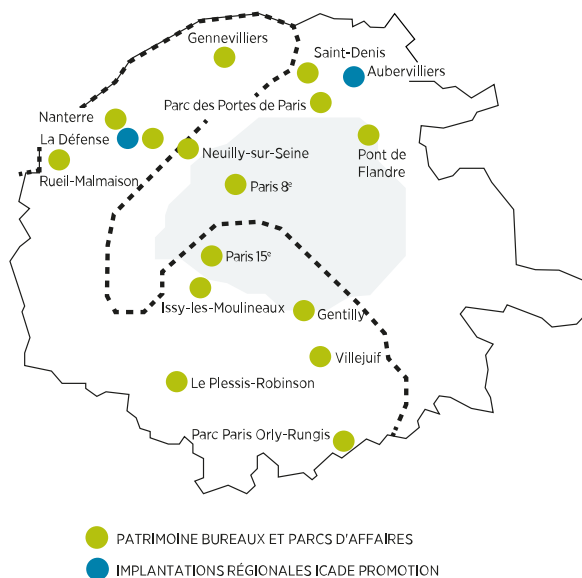 Gennevilliers
Saint-Denis
Aubervilliers
Parc des Portes de Paris
Nanterre
La Défense
Neuilly-sur-Seine
Pont de
Flandre
Rueil-Malmaison
Paris 8e
Paris 15e
Issy-les-Moulineaux
Gentilly
Villejuif
Le Plessis-Robinson
Parc Paris Orly-Rungis
PATRIMOINE BUREAUX ET PARCS D'AFFAIRES
IMPLANTATIONS RÉGIONALES ICADE PROMOTION